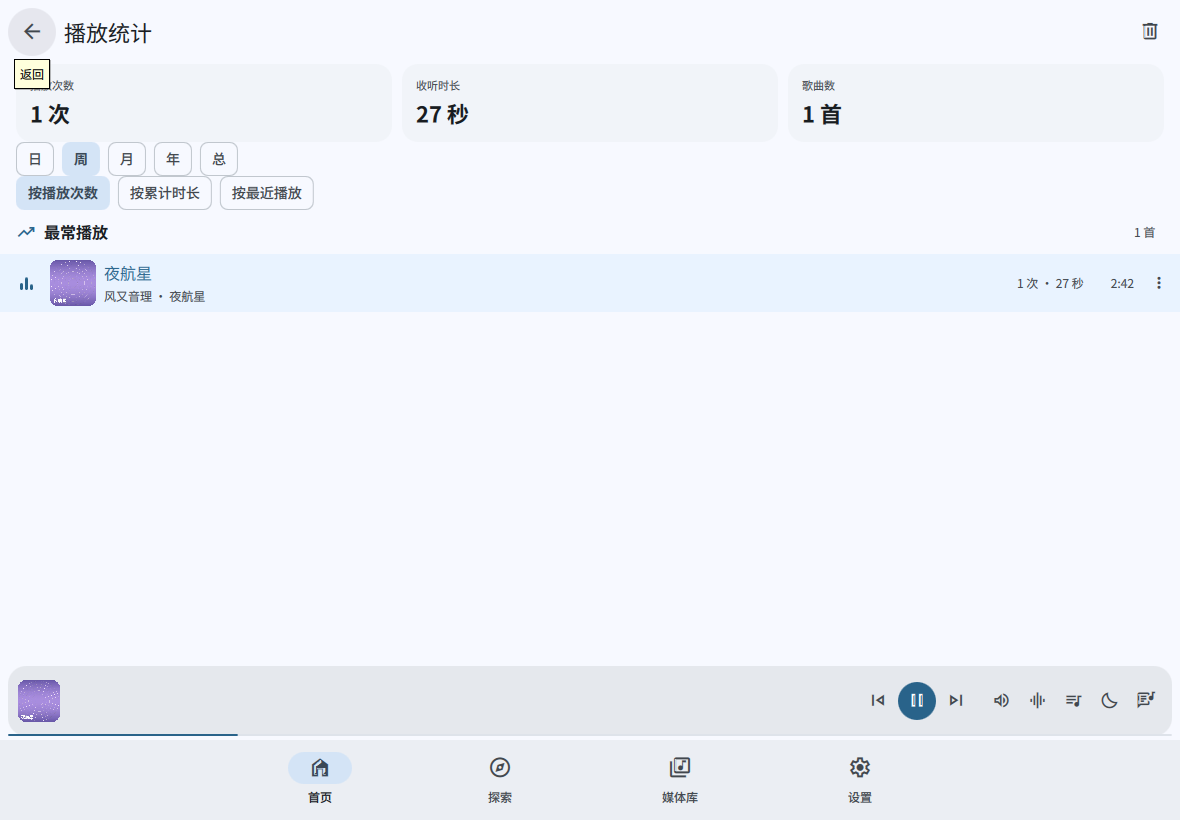 播放统计
返回
次数
收听时长
歌曲数
1 次
27 秒
1 首
日
周
月
年
总
按播放次数
按累计时长
按最近播放
最常播放
1 首
夜航星
风又音理 • 夜航星
1 次 • 27 秒
2:42
首页
探索
媒体库
设置